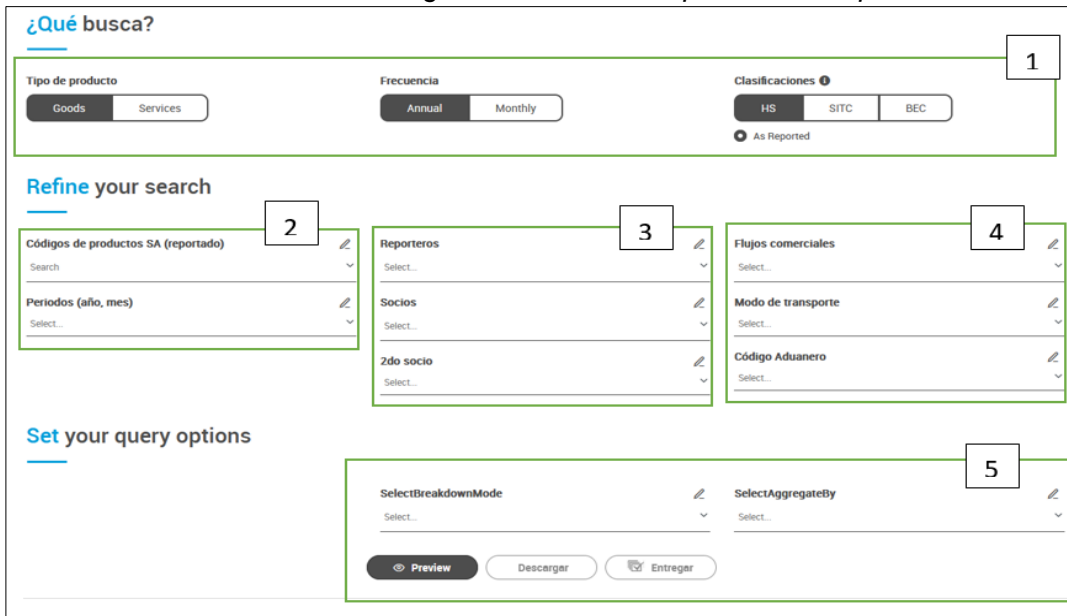 ¿Qué busca?
1
Tipo de producto
Goods Services
Frecuencia
Annual Monthly
Clasificaciones
HS SITC BEC
As Reported
Refine your search
2
Códigos de productos SA (reportado)
Search
Periodos (año, mes)
Select...
3
Reporteros
Select...
Socios
Select...
2do socio
Select...
4
Flujos comerciales
Select...
Modo de transporte
Select...
Código Aduanero
Select...
Set your query options
5
SelectBreakdownMode
Select...
SelectAggregateBy
Select...
Preview Descargar Entregar